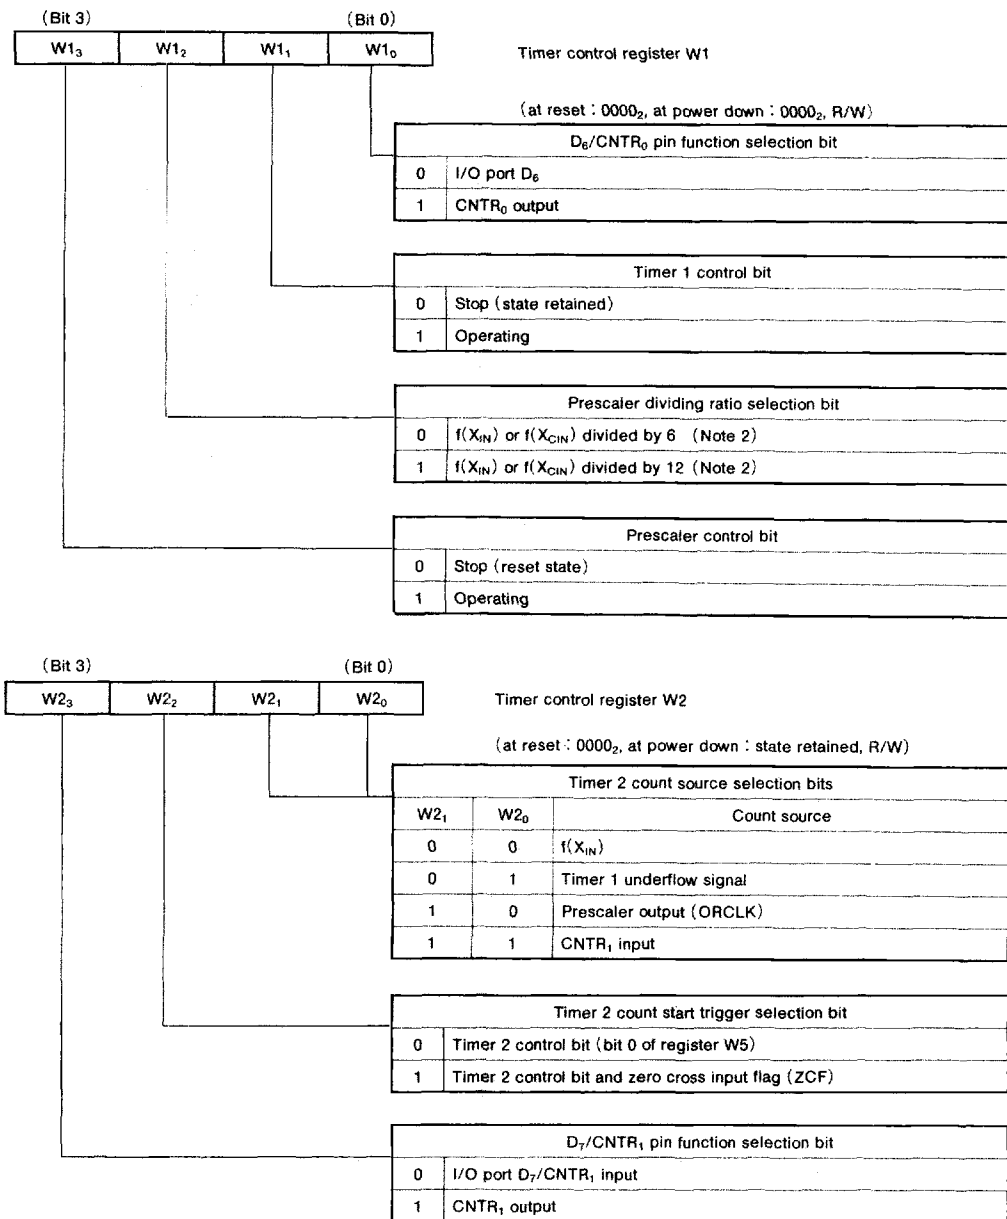 (Bit 3) (Bit 0)
W1₃ W1₂ W1₁ W1₀
Timer control register W1
(at reset : 0000₂, at power down : 0000₂, R/W)
D₆/CNTR₀ pin function selection bit
0 I/O port D₆
1 CNTR₀ output
Timer 1 control bit
0 Stop (state retained)
1 Operating
Prescaler dividing ratio selection bit
0 f(X_IN) or f(X_CIN) divided by 6 (Note 2)
1 f(X_IN) or f(X_CIN) divided by 12 (Note 2)
Prescaler control bit
0 Stop (reset state)
1 Operating
(Bit 3) (Bit 0)
W2₃ W2₂ W2₁ W2₀
Timer control register W2
(at reset : 0000₂, at power down : state retained, R/W)
Timer 2 count source selection bits
W2₁ W2₀ Count source
0 0 f(X_IN)
0 1 Timer 1 underflow signal
1 0 Prescaler output (ORCLK)
1 1 CNTR₁ input
Timer 2 count start trigger selection bit
0 Timer 2 control bit (bit 0 of register W5)
1 Timer 2 control bit and zero cross input flag (ZCF)
D₇/CNTR₁ pin function selection bit
0 I/O port D₇/CNTR₁ input
1 CNTR₁ output